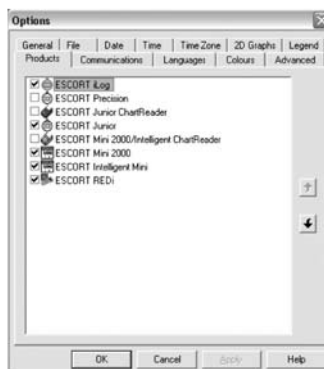 Options
General File Date Time Time Zone 2D Graphs Legend
Products Communications Languages Colours Advanced
ESCORT iLog
ESCORT Precision
ESCORT Junior ChartReader
ESCORT Junior
ESCORT Mini 2000/Intelligent ChartReader
ESCORT Mini 2000
ESCORT Intelligent Mini
ESCORT REDi
OK Cancel Apply Help